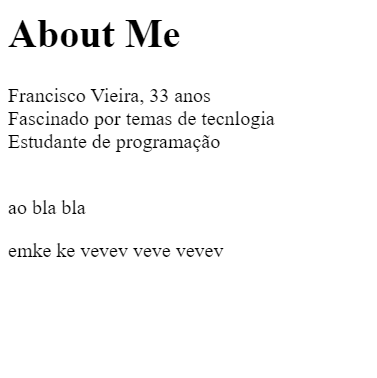 About Me
Francisco Vieira, 33 anos
Fascinado por temas de tecnlogia
Estudante de programação
ao bla bla
emke ke vevev veve vevev